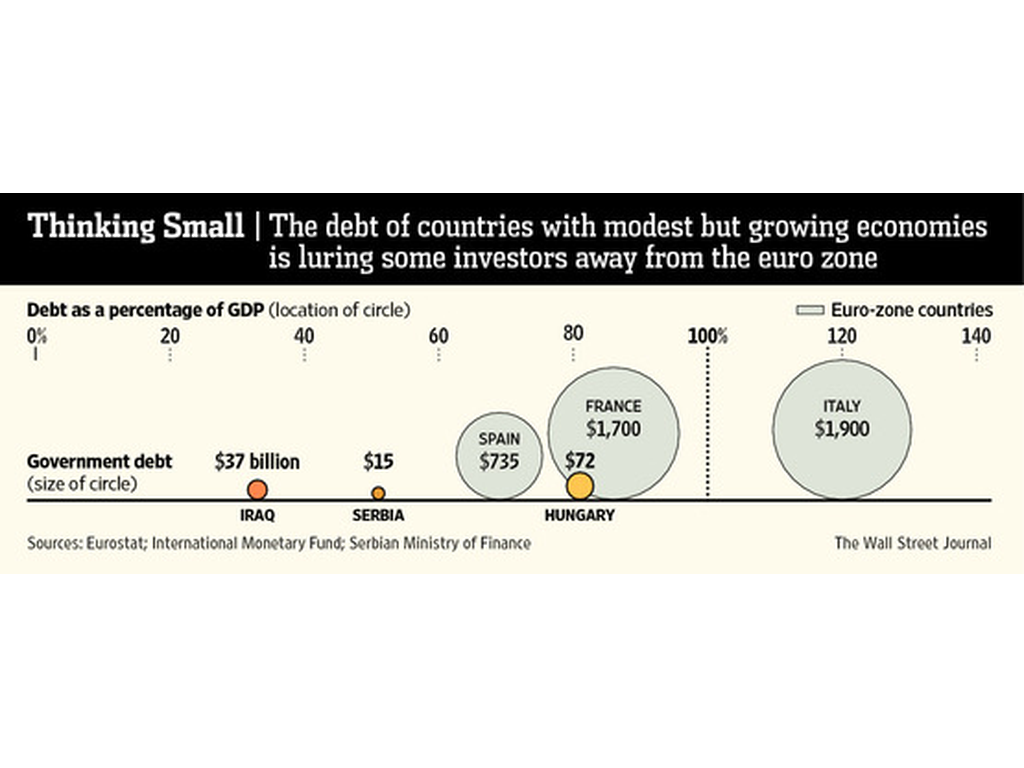 Thinking Small | The debt of countries with modest but growing economies
is luring some investors away from the euro zone
Debt as a percentage of GDP (location of circle)
Euro-zone countries
0% 20 40 60 80 100% 120 140
FRANCE
$1,700
ITALY
$1,900
SPAIN
$735
Government debt
(size of circle)
$37 billion
$15
$72
IRAQ
SERBIA
HUNGARY
Sources: Eurostat; International Monetary Fund; Serbian Ministry of Finance
The Wall Street Journal